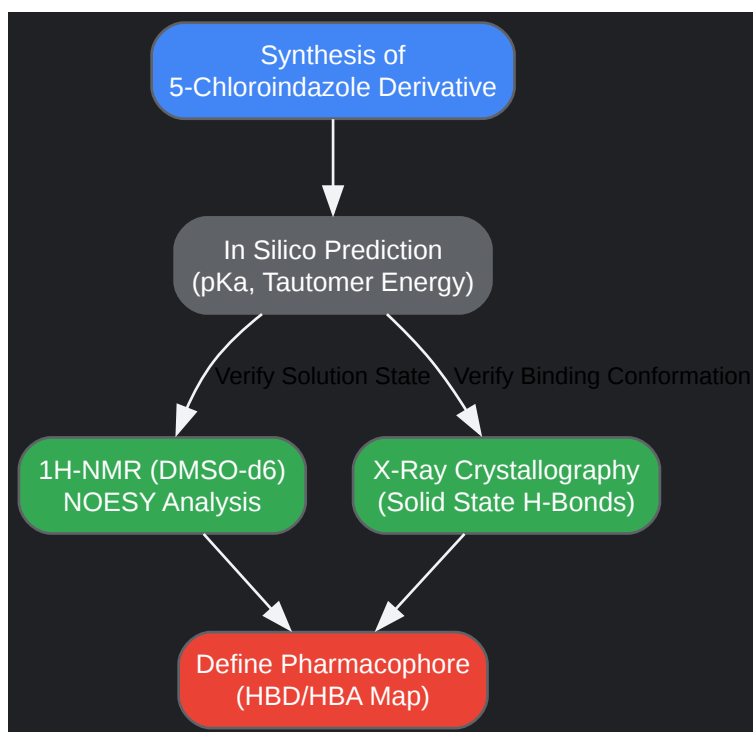 Synthesis of
5-Chloroindazole Derivative
In Silico Prediction
(pKa, Tautomer Energy)
Verify Solution State
Verify Binding Conformation
1H-NMR (DMSO-d6)
NOESY Analysis
X-Ray Crystallography
(Solid State H-Bonds)
Define Pharmacophore
(HBD/HBA Map)